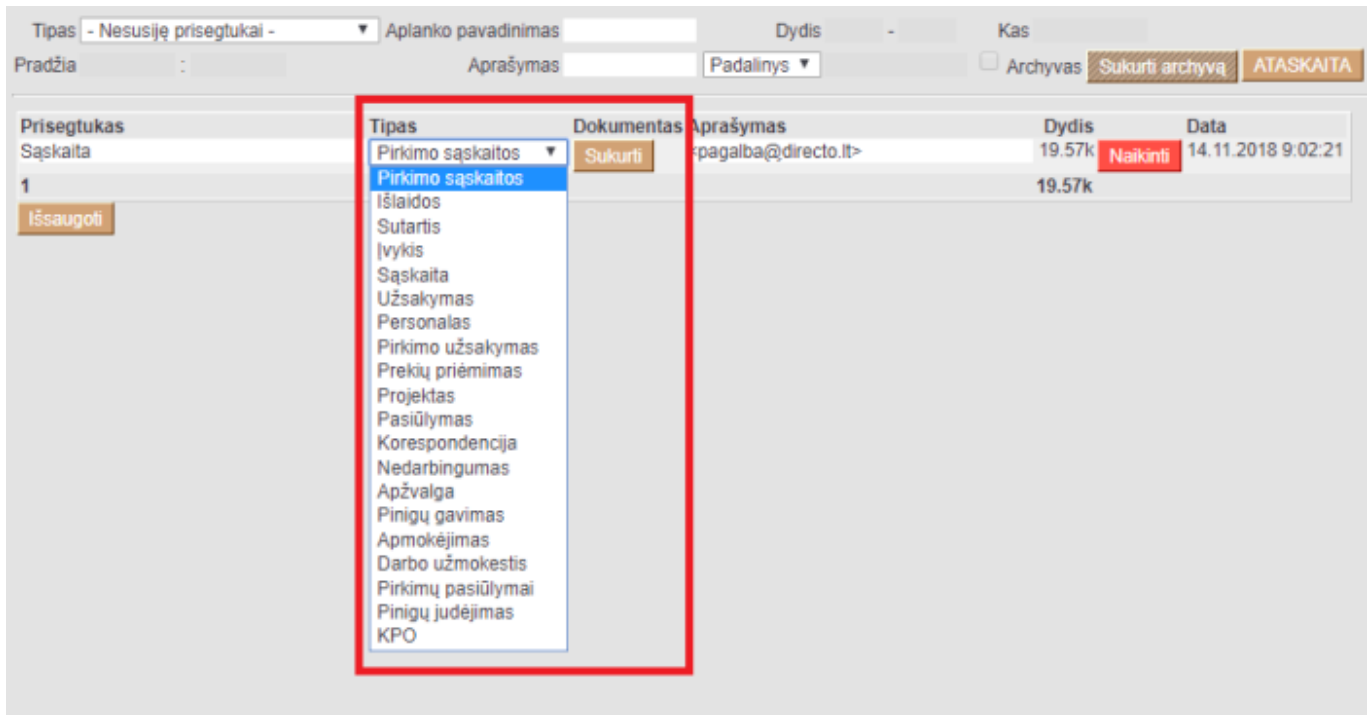 Tipas - Nesusiję prisegtukai - Aplanko pavadinimas Dydis - Kas
Pradžia : Aprašymas Padalinys Archyvas Sukurti archyvą ATASKAITA
Prisegtukas Tipas Dokumentas Aprašymas Dydis Data
Sąskaita Pirkimo sąskaitos Sukurti <pagalba@directo.lt> 19.57k Naikinti 14.11.2018 9:02:21
1 Pirkimo sąskaitos 19.57k
Išlaidos
Išsaugoti
Sutartis
Įvykis
Sąskaita
Užsakymas
Personalas
Pirkimo užsakymas
Prekių priėmimas
Projektas
Pasiūlymas
Korespondencija
Nedarbingumas
Apžvalga
Pinigų gavimas
Apmokėjimas
Darbo užmokestis
Pirkimų pasiūlymai
Pinigų judėjimas
KPO